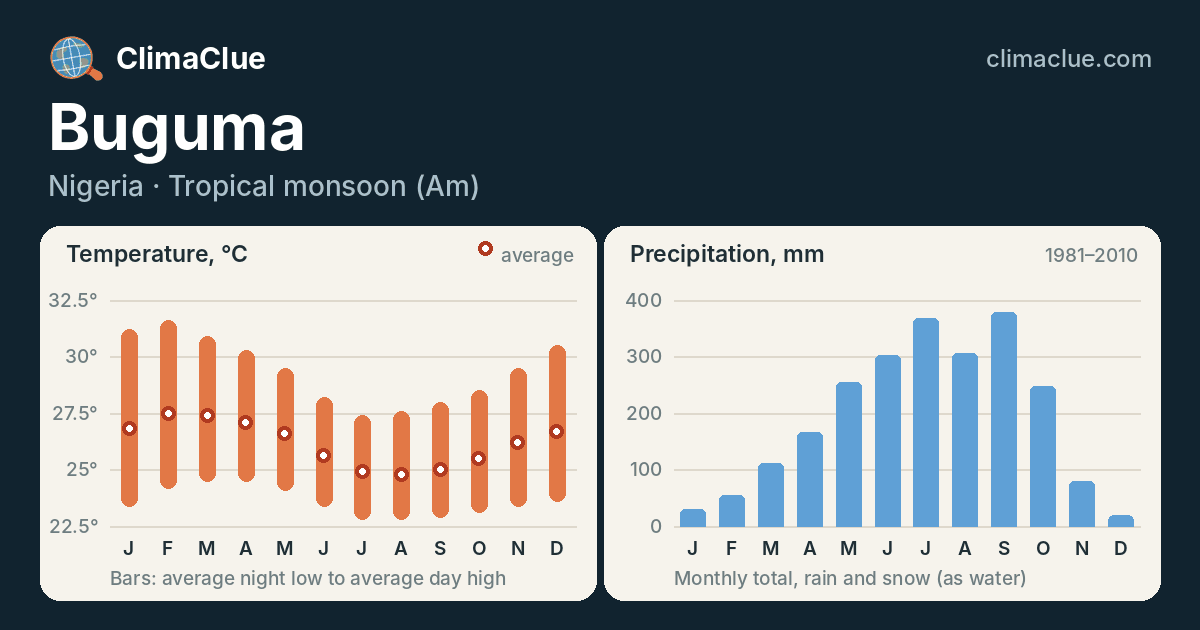 ClimaClue
climaclue.com
Buguma
Nigeria · Tropical monsoon (Am)
Temperature, °C
average
32.5°
30°
27.5°
25°
22.5°
J F M A M J J A S O N D
Bars: average night low to average day high
Precipitation, mm
1981–2010
400
300
200
100
0
J F M A M J J A S O N D
Monthly total, rain and snow (as water)